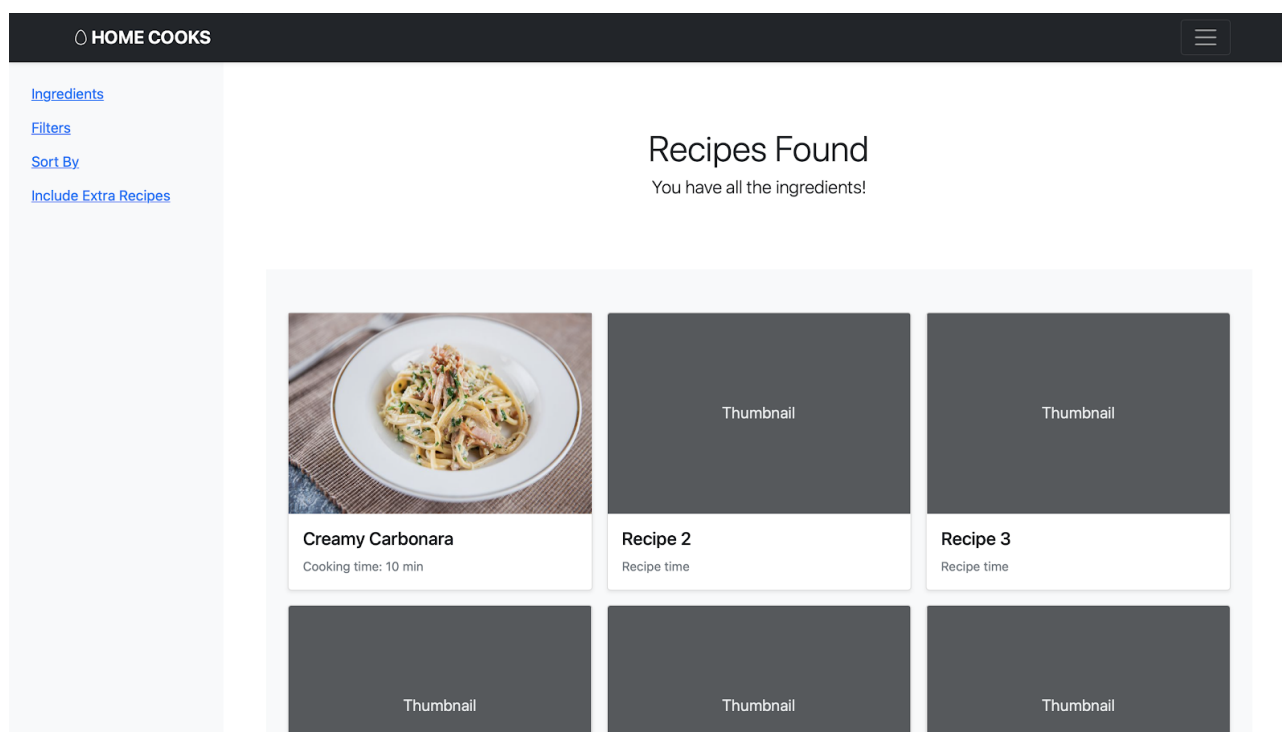 HOME COOKS
Ingredients
Filters
Sort By
Include Extra Recipes
Recipes Found
You have all the ingredients!
Thumbnail
Thumbnail
Creamy Carbonara
Cooking time: 10 min
Recipe 2
Recipe time
Recipe 3
Recipe time
Thumbnail
Thumbnail
Thumbnail